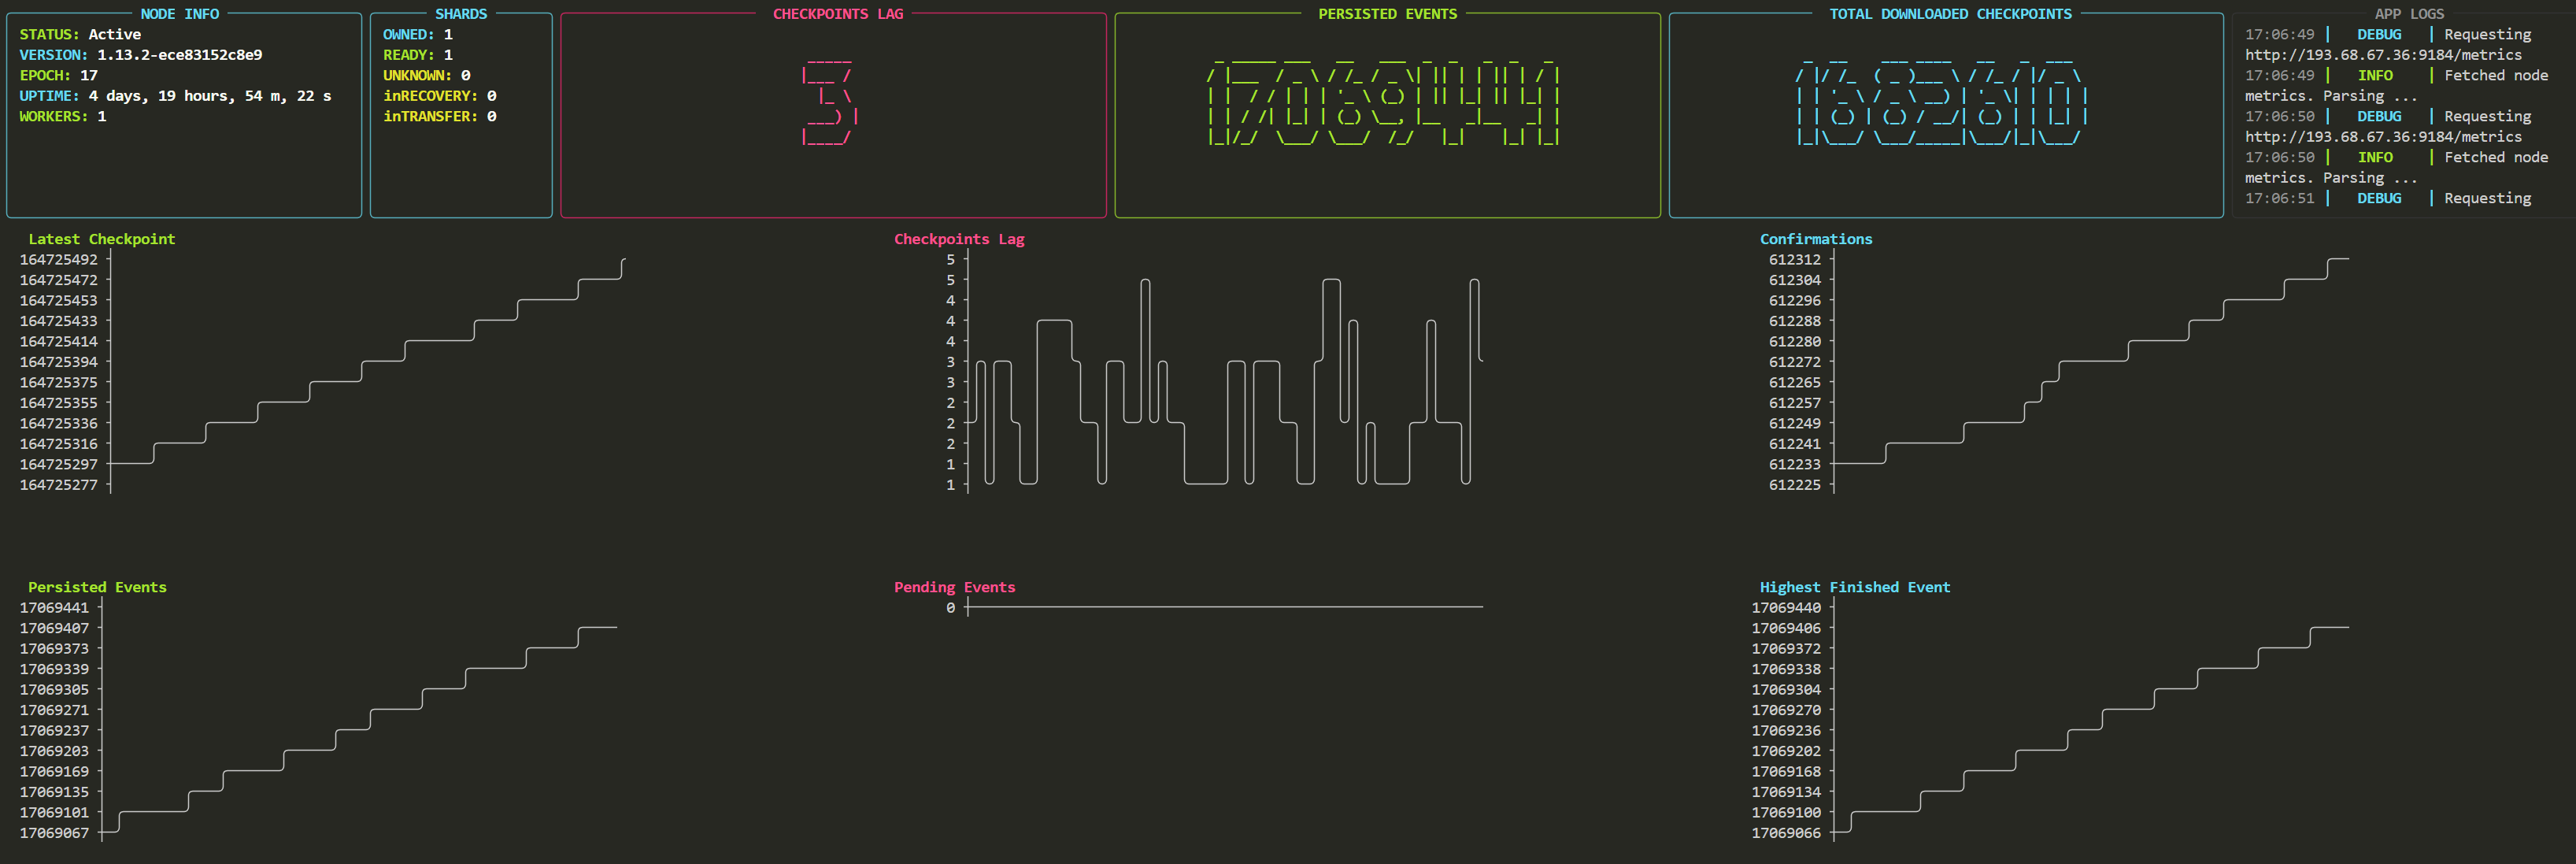 NODE INFO
STATUS: Active
VERSION: 1.13.2-ece83152c8e9
EPOCH: 17
UPTIME: 4 days, 19 hours, 54 m, 22 s
WORKERS: 1
SHARDS
OWNED: 1
READY: 1
UNKNOWN: 0
inRECOVERY: 0
inTRANSFER: 0
CHECKPOINTS LAG
3
PERSISTED EVENTS
17069441
TOTAL DOWNLOADED CHECKPOINTS
1682610
APP LOGS
17:06:49 | DEBUG | Requesting
http://193.68.67.36:9184/metrics
17:06:49 | INFO | Fetched node
metrics. Parsing ...
17:06:50 | DEBUG | Requesting
http://193.68.67.36:9184/metrics
17:06:50 | INFO | Fetched node
metrics. Parsing ...
17:06:51 | DEBUG | Requesting
Latest Checkpoint
164725492
164725472
164725453
164725433
164725414
164725394
164725375
164725355
164725336
164725316
164725297
164725277
Checkpoints Lag
5
5
4
4
4
3
3
2
2
2
1
1
Confirmations
612312
612304
612296
612288
612280
612272
612265
612257
612249
612241
612233
612225
Persisted Events
17069441
17069407
17069373
17069339
17069305
17069271
17069237
17069203
17069169
17069135
17069101
17069067
Pending Events
0
Highest Finished Event
17069440
17069406
17069372
17069338
17069304
17069270
17069236
17069202
17069168
17069134
17069100
17069066